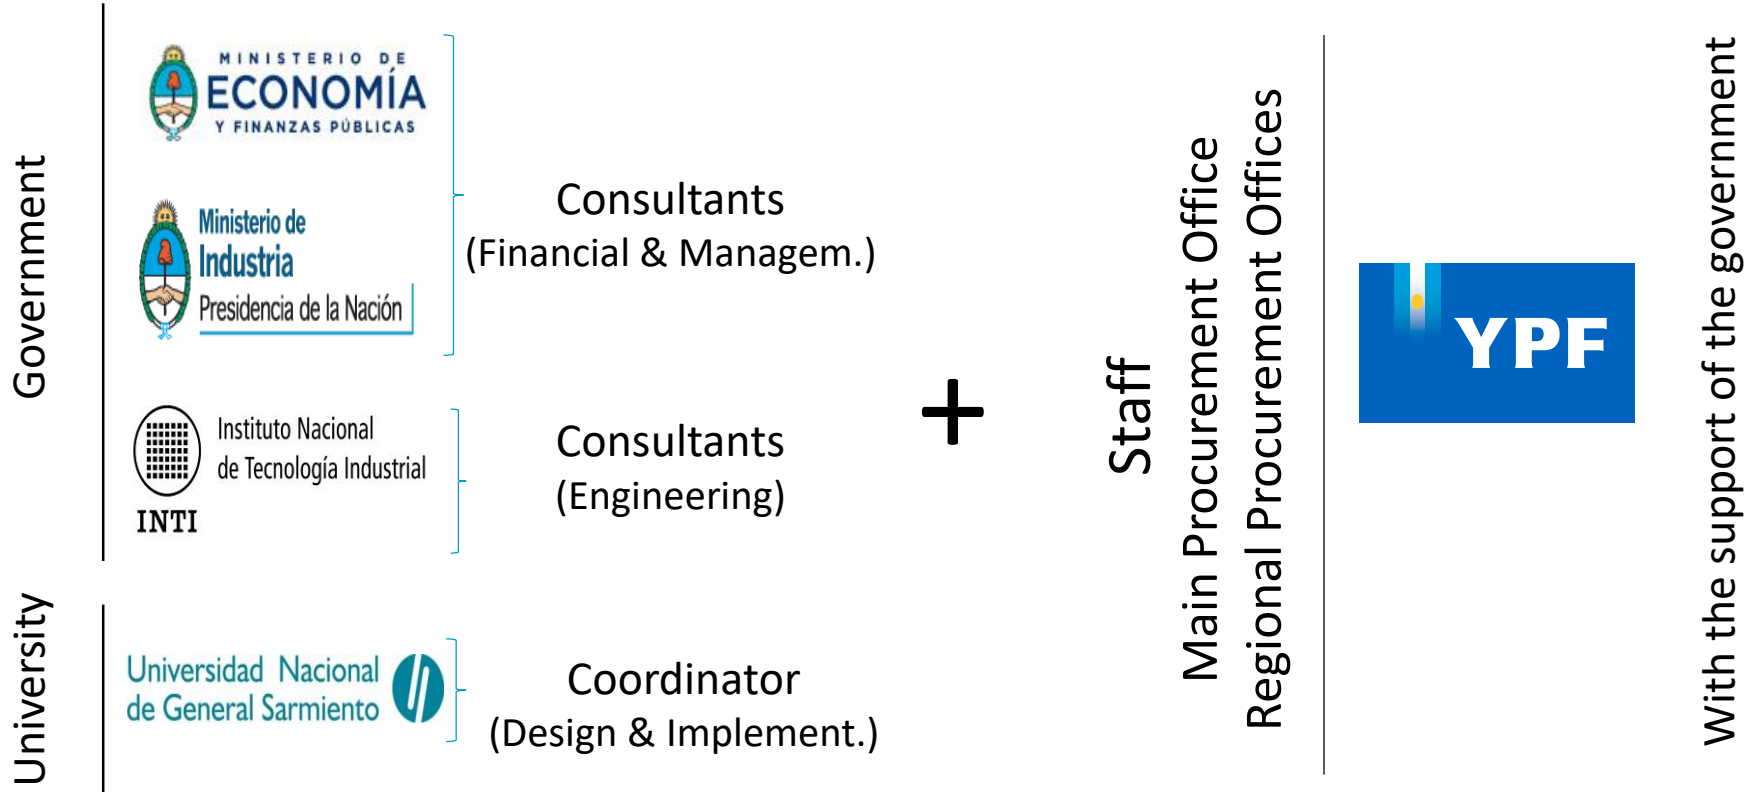 Government
MINISTERIO DE
ECONOMÍA
Y FINANZAS PÚBLICAS
Ministerio de
Industria
Presidencia de la Nación
Consultants
(Financial & Managem.)
Instituto Nacional
de Tecnología Industrial
INTI
Consultants
(Engineering)
University
Universidad Nacional
de General Sarmiento
Coordinator
(Design & Implement.)
+
Staff
Main Procurement Office
Regional Procurement Offices
YPF
With the support of the government